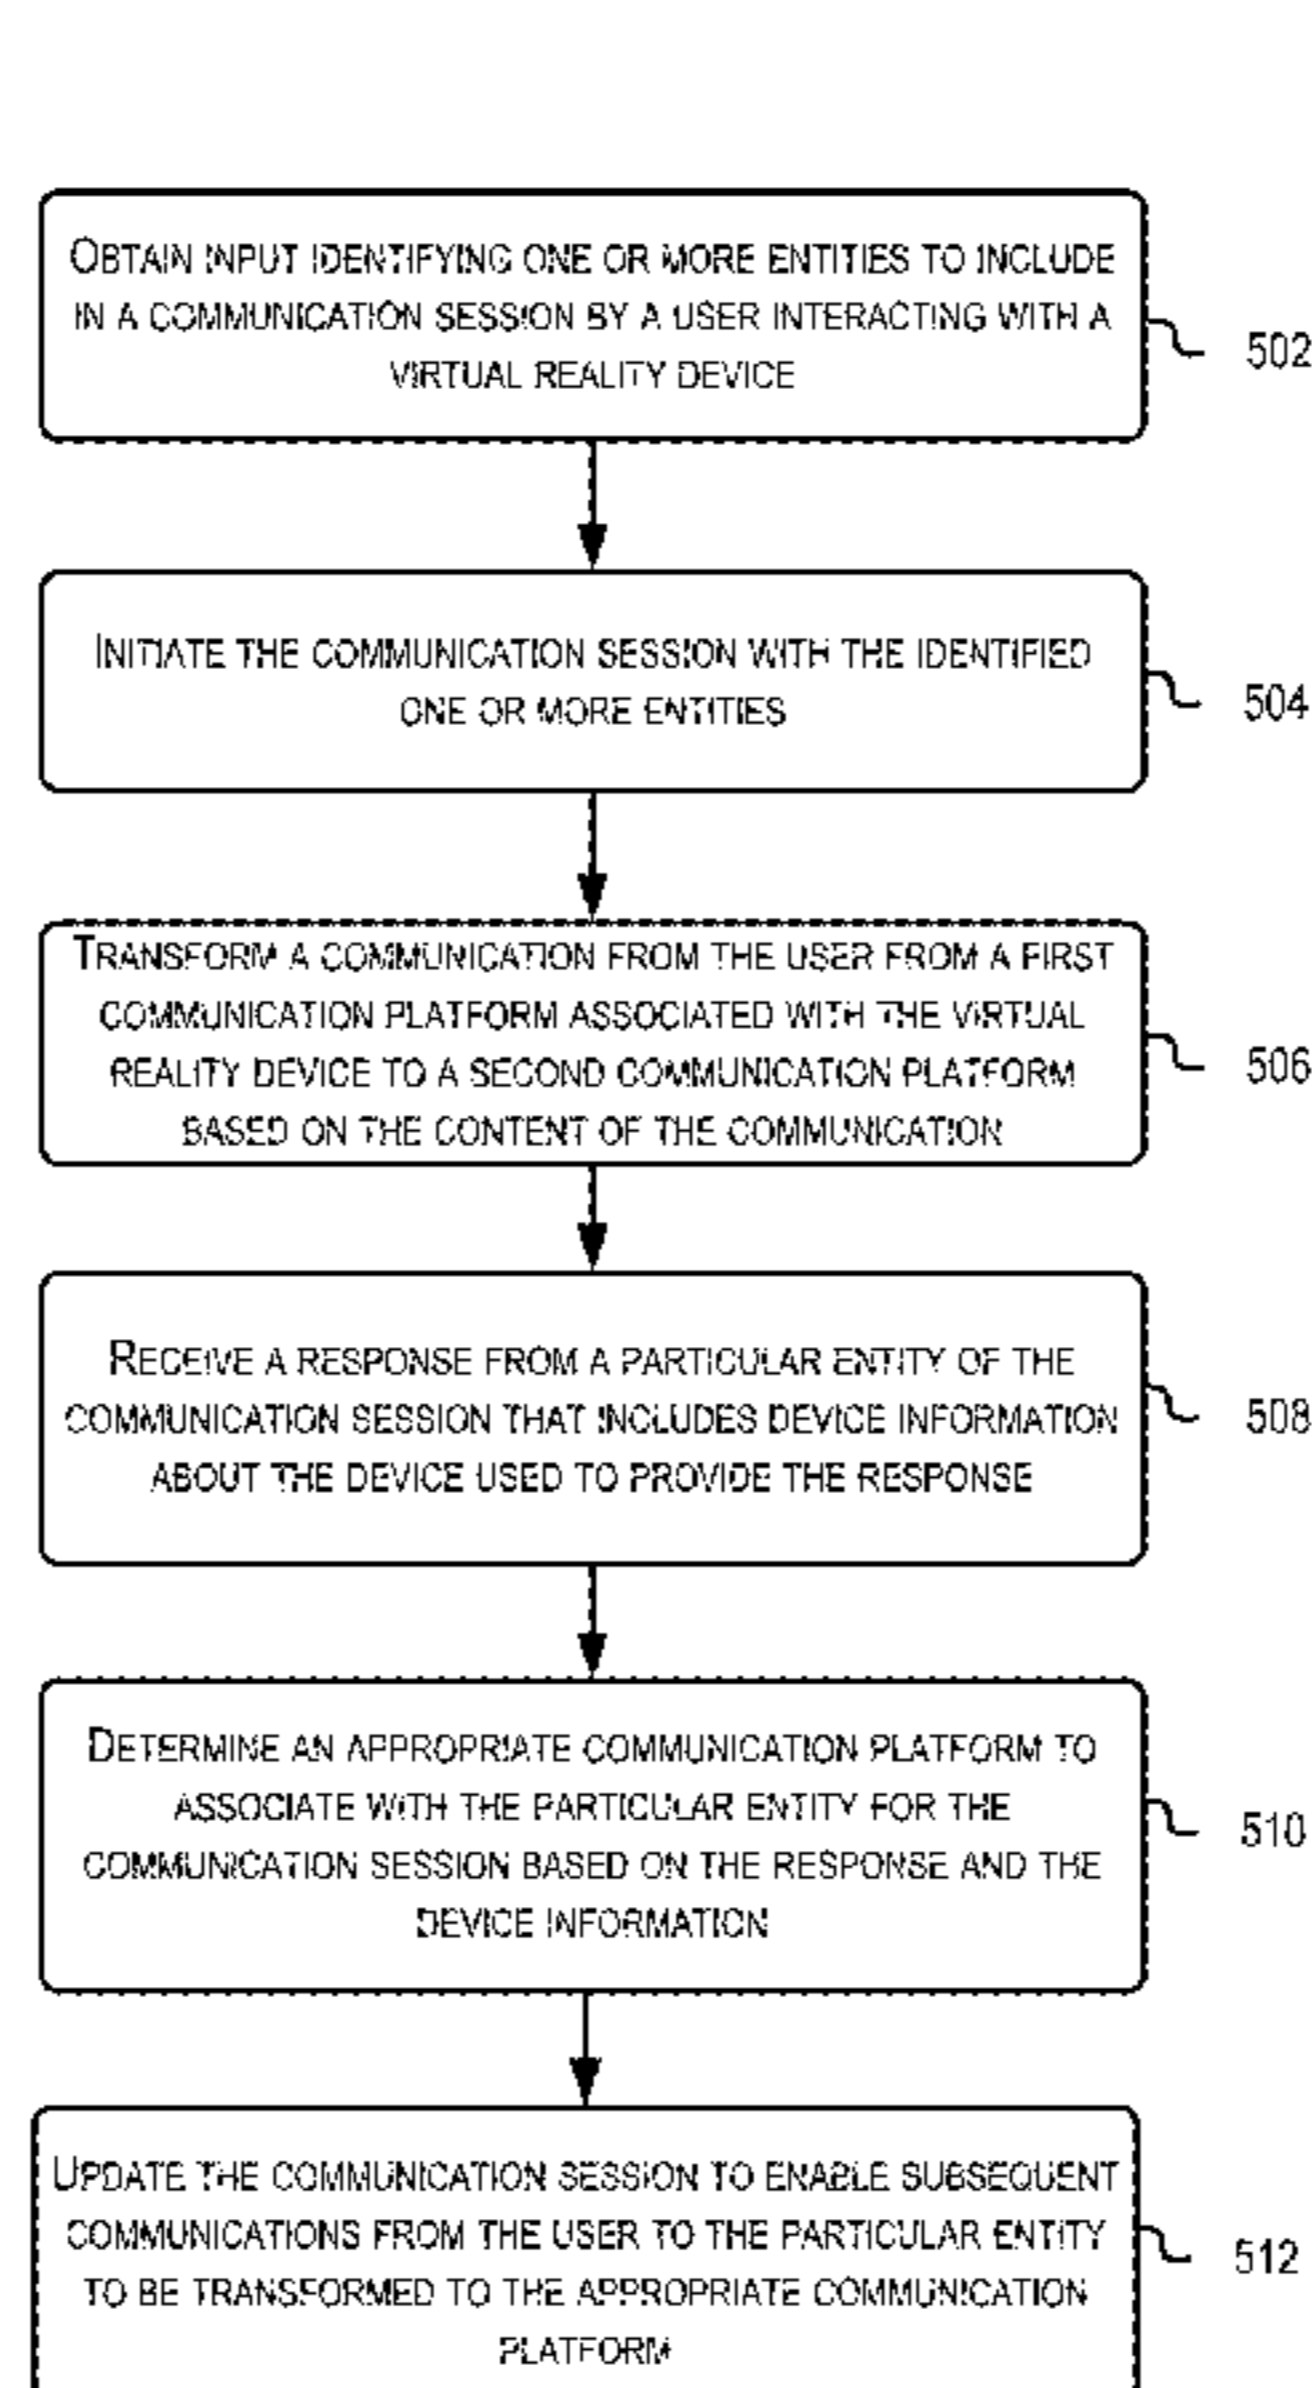 OBTAIN INPUT IDENTIFYING ONE OR MORE ENTITIES TO INCLUDE
IN A COMMUNICATION SESSION BY A USER INTERACTING WITH A
VIRTUAL REALITY DEVICE
502
INITIATE THE COMMUNICATION SESSION WITH THE IDENTIFIED
ONE OR MORE ENTITIES
504
TRANSFORM A COMMUNICATION FROM THE USER FROM A FIRST
COMMUNICATION PLATFORM ASSOCIATED WITH THE VIRTUAL
REALITY DEVICE TO A SECOND COMMUNICATION PLATFORM
BASED ON THE CONTENT OF THE COMMUNICATION
506
RECEIVE A RESPONSE FROM A PARTICULAR ENTITY OF THE
COMMUNICATION SESSION THAT INCLUDES DEVICE INFORMATION
ABOUT THE DEVICE USED TO PROVIDE THE RESPONSE
508
DETERMINE AN APPROPRIATE COMMUNICATION PLATFORM TO
ASSOCIATE WITH THE PARTICULAR ENTITY FOR THE
COMMUNICATION SESSION BASED ON THE RESPONSE AND THE
DEVICE INFORMATION
510
UPDATE THE COMMUNICATION SESSION TO ENABLE SUBSEQUENT
COMMUNICATIONS FROM THE USER TO THE PARTICULAR ENTITY
TO BE TRANSFORMED TO THE APPROPRIATE COMMUNICATION
PLATFORM
512